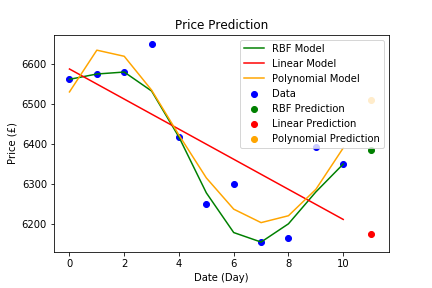 Price Prediction
RBF Model
Linear Model
Polynomial Model
Data
RBF Prediction
Linear Prediction
Polynomial Prediction
Price (£)
6600
6500
6400
6300
6200
0 2 4 6 8 10
Date (Day)